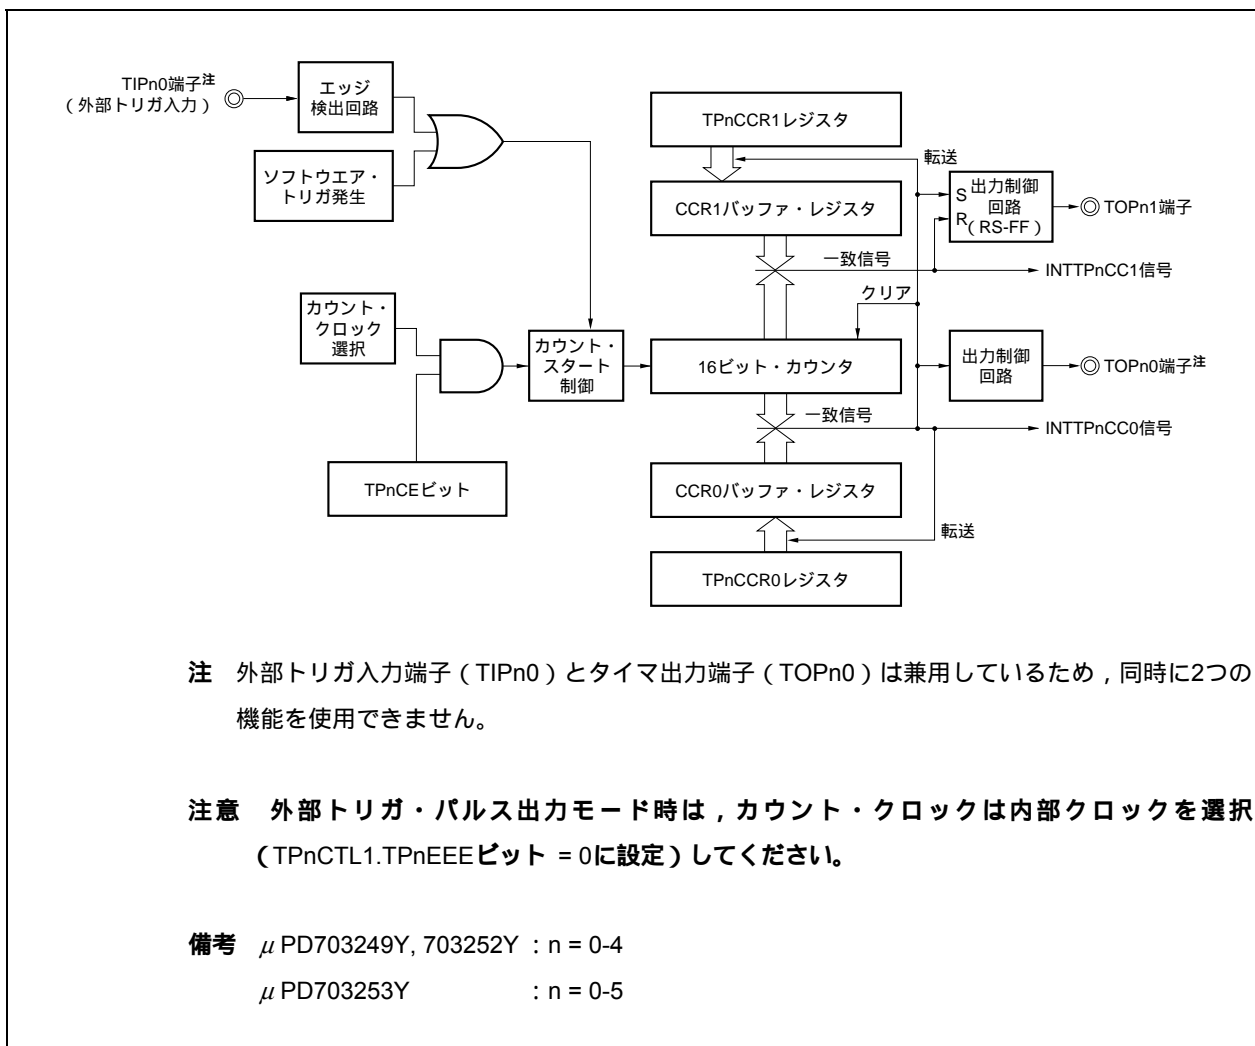 TIPn0端子注
（外部トリガ入力）
エッジ
検出回路
ソフトウエア・
トリガ発生
カウント・
クロック
選択
TPnCEビット
カウント・
スタート
制御
TPnCCR1レジスタ
転送
CCR1バッファ・レジスタ
一致信号
クリア
16ビット・カウンタ
一致信号
CCR0バッファ・レジスタ
転送
TPnCCR0レジスタ
S 出力制御
回路
R （RS-FF）
TOPn1端子
INTTPnCC1信号
出力制御
回路
TOPn0端子注
INTTPnCC0信号
注 外部トリガ入力端子（TIPn0）とタイマ出力端子（TOPn0）は兼用しているため，同時に2つの
機能を使用できません。
注意 外部トリガ・パルス出力モード時は，カウント・クロックは内部クロックを選択
（TPnCTL1.TPnEEEビット = 0に設定）してください。
備考 μ PD703249Y, 703252Y : n = 0-4
μ PD703253Y : n = 0-5